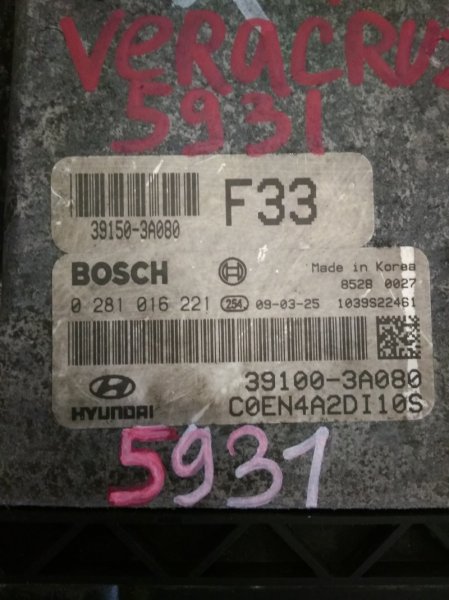 VERACRUS
5931
39150-3A080
F33
BOSCH
Made in Korea
8528 0027
0 281 016 221 254 09-03-25 1039S22461
39100-3A080
HYUNDAI
C0EN4A2DI10S
5931